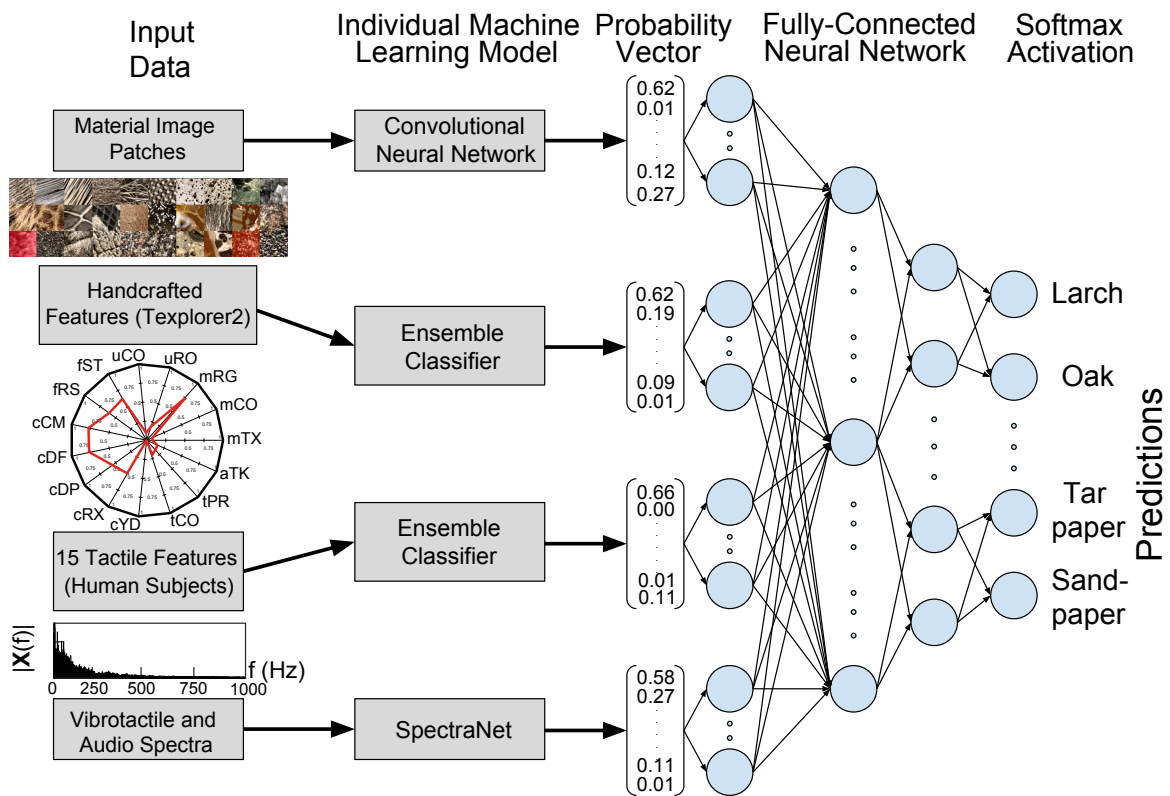 Input
Data
Individual Machine
Learning Model
Probability
Vector
Fully-Connected
Neural Network
Softmax
Activation
Material Image
Patches
Convolutional
Neural Network
0.62
0.01
0.12
0.27
Handcrafted
Features (Texplorer2)
Ensemble
Classifier
0.62
0.19
0.09
0.01
Larch
Oak
Tar
paper
Sand-
paper
Predictions
uCO
uRO
mRG
mCO
mTX
aTK
tPR
tCO
cYD
cRX
cDP
cDF
cCM
fRS
fST
15 Tactile Features
(Human Subjects)
Ensemble
Classifier
0.66
0.00
0.01
0.11
|X(f)|
f (Hz)
0
250
500
750
1000
Vibrotactile and
Audio Spectra
SpectraNet
0.58
0.27
0.11
0.01